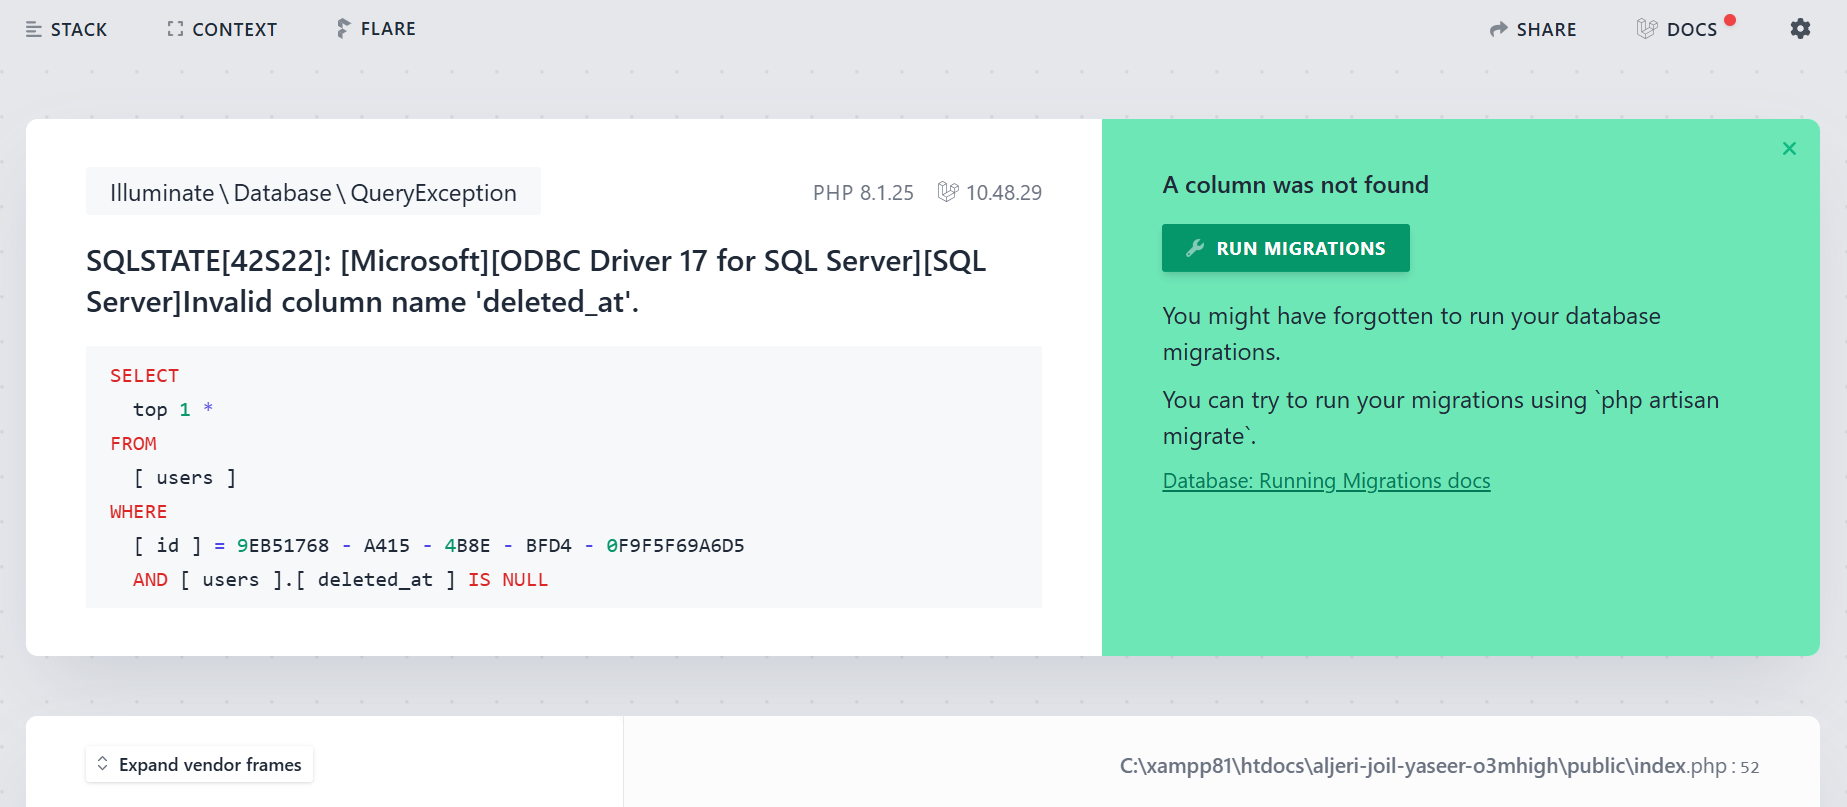 STACK CONTEXT FLARE SHARE DOCS
Illuminate\Database\QueryException PHP 8.1.25 10.48.29
SQLSTATE[42S22]: [Microsoft][ODBC Driver 17 for SQL Server][SQL
Server]Invalid column name 'deleted_at'.
SELECT
top 1 *
FROM
[ users ]
WHERE
[ id ] = 9EB51768 - A415 - 4B8E - BFD4 - 0F9F5F69A6D5
AND [ users ].[ deleted_at ] IS NULL
A column was not found
RUN MIGRATIONS
You might have forgotten to run your database
migrations.
You can try to run your migrations using `php artisan
migrate`.
Database: Running Migrations docs
Expand vendor frames
C:\xampp81\htdocs\aljeri-joil-yaseer-o3mhigh\public\index.php : 52